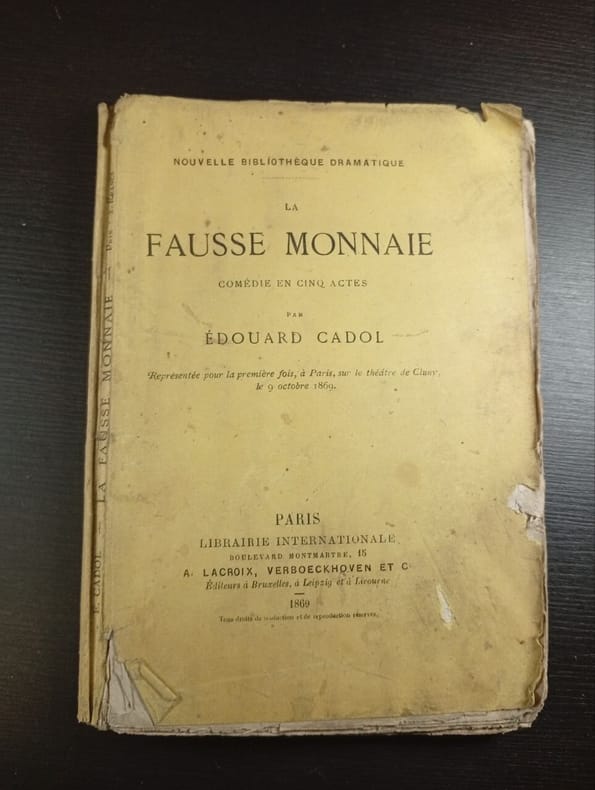 NOUVELLE BIBLIOTHÈQUE DRAMATIQUE
LA
FAUSSE MONNAIE
COMÉDIE EN CINQ ACTES
PAR
ÉDOUARD CADOL
Représentée pour la première fois, à Paris, sur le théâtre de Cluny,
le 9 octobre 1869.
PARIS
LIBRAIRIE INTERNATIONALE
BOULEVARD MONTMARTRE, 15
A. LACROIX, VERBOECKHOVEN ET C
Éditeurs à Bruxelles, à Leipzig et à Livourne
1869
Tous droits de traduction et de reproduction réservés.
E. CADOL — LA FAUSSE MONNAIE —